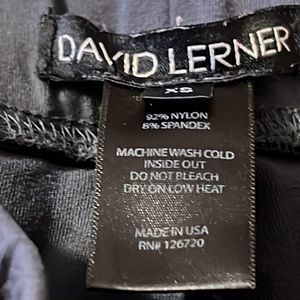 DAVID LERNER
XS
92% NYLON
8% SPANDEX
MACHINE WASH COLD
INSIDE OUT
DO NOT BLEACH
DRY ON LOW HEAT
MADE IN USA
RN# 126720